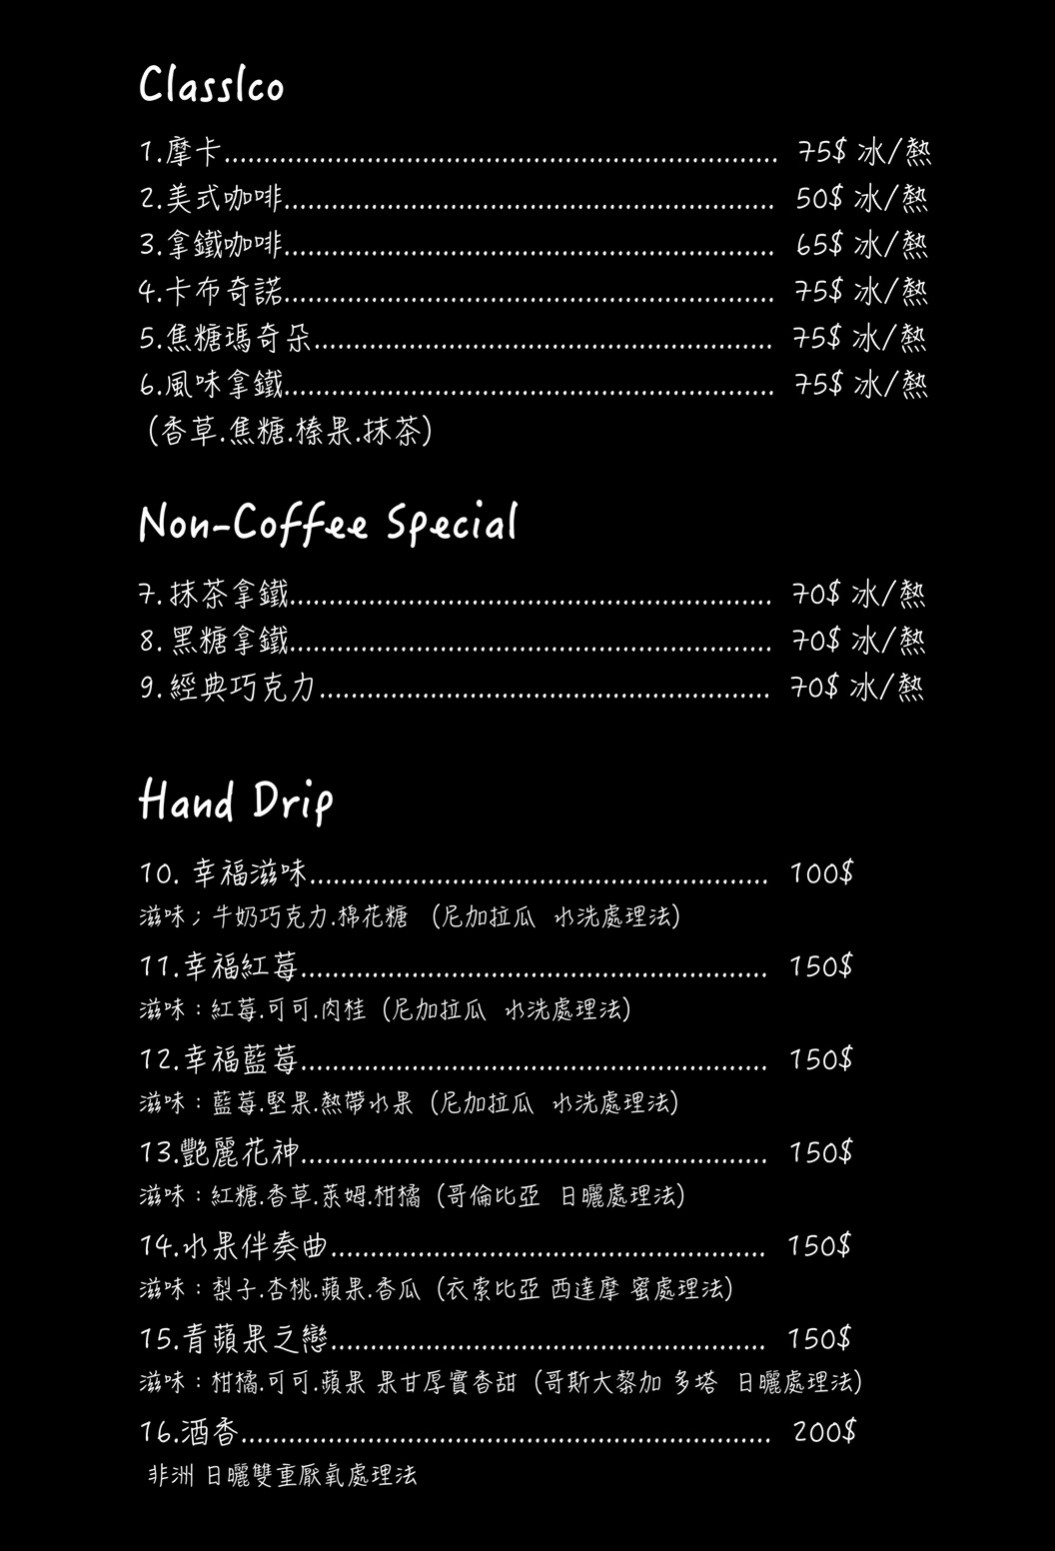 Classlco
1.摩卡.......................................................................... 75$ 冰/熱
2.美式咖啡................................................................. 50$ 冰/熱
3.拿鐵咖啡................................................................. 65$ 冰/熱
4.卡布奇諾................................................................. 75$ 冰/熱
5.焦糖瑪奇朵............................................................. 75$ 冰/熱
6.風味拿鐵................................................................. 75$ 冰/熱
(香草.焦糖.榛果.抹茶)
Non-Coffee Special
7. 抹茶拿鐵................................................................ 70$ 冰/熱
8. 黑糖拿鐵................................................................ 70$ 冰/熱
9. 經典巧克力............................................................ 70$ 冰/熱
Hand Drip
10. 幸福滋味............................................................. 100$
滋味；牛奶巧克力.棉花糖 (尼加拉瓜 水洗處理法)
11.幸福紅莓.............................................................. 150$
滋味：紅莓.可可.肉桂 (尼加拉瓜 水洗處理法)
12.幸福藍莓.............................................................. 150$
滋味：藍莓.堅果.熱帶水果 (尼加拉瓜 水洗處理法)
13.艷麗花神.............................................................. 150$
滋味：紅糖.香草.萊姆.柑橘 (哥倫比亞 日曬處理法)
14.水果伴奏曲.......................................................... 150$
滋味：梨子.杏桃.蘋果.香瓜 (衣索比亞 西達摩 蜜處理法)
15.青蘋果之戀.......................................................... 150$
滋味：柑橘.可可.蘋果 果甘厚實香甜 (哥斯大黎加 多塔 日曬處理法)
16.酒香...................................................................... 200$
非洲 日曬雙重厭氧處理法